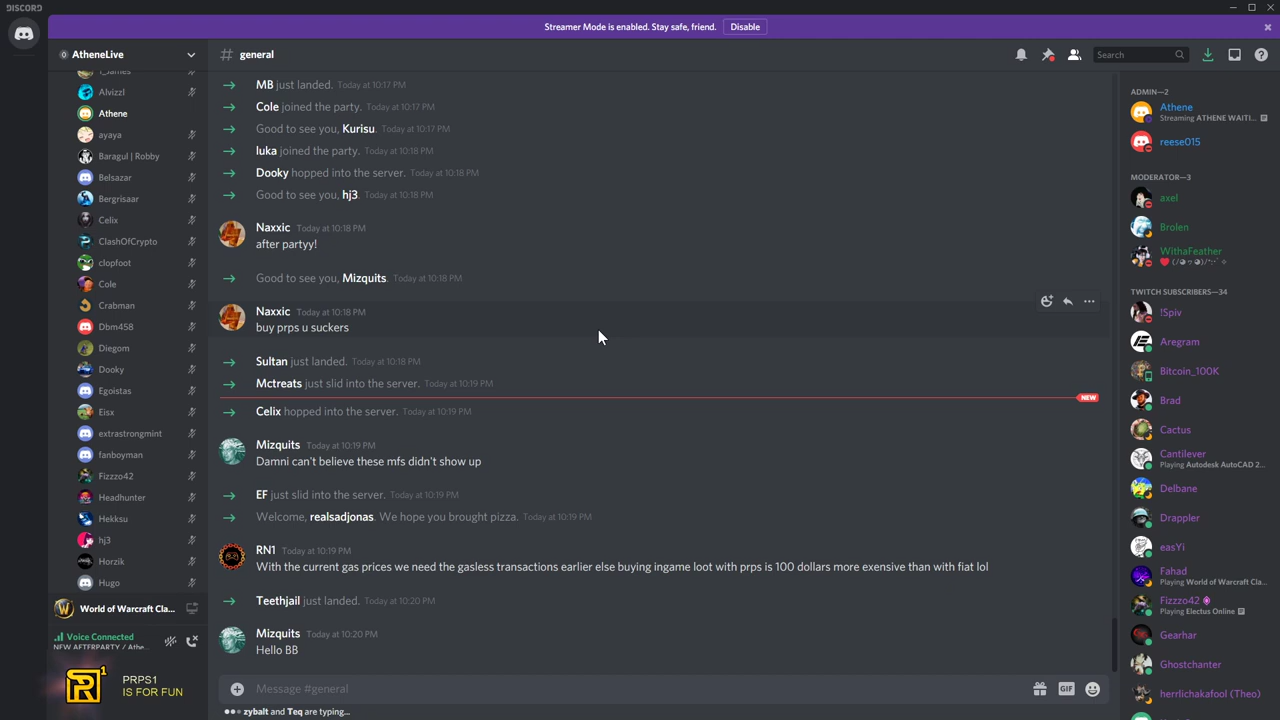 DISCORD
Streamer Mode is enabled. Stay safe, friend. Disable
AtheneLive
Alvizzl
Athene
ayaya
Baragul | Robby
Belsazar
Bergrisaar
Celix
ClashOfCrypto
clopfoot
Cole
Crabman
Dbm458
Diegom
Dooky
Egoistas
Eisx
extrastrongmint
fanboyman
Fizzzo42
Headhunter
Hekksu
hj3
Horzik
Hugo
World of Warcraft Cla...
Voice Connected
NEW AFTERPARTY / Athe...
PRPS1
IS FOR FUN
# general
Search
MB just landed. Today at 10:17 PM
Cole joined the party. Today at 10:17 PM
Good to see you, Kurisu. Today at 10:17 PM
luka joined the party. Today at 10:18 PM
Dooky hopped into the server. Today at 10:18 PM
Good to see you, hj3. Today at 10:18 PM
Naxxic Today at 10:18 PM
after partyy!
Good to see you, Mizquits. Today at 10:18 PM
Naxxic Today at 10:18 PM
buy prps u suckers
Sultan just landed. Today at 10:18 PM
Mctreats just slid into the server. Today at 10:19 PM
NEW
Celix hopped into the server. Today at 10:19 PM
Mizquits Today at 10:19 PM
Damni can't believe these mfs didn't show up
EF just slid into the server. Today at 10:19 PM
Welcome, realsadjonas. We hope you brought pizza. Today at 10:19 PM
RN1 Today at 10:19 PM
With the current gas prices we need the gasless transactions earlier else buying ingame loot with prps is 100 dollars more exensive than with fiat lol
Teethjail just landed. Today at 10:20 PM
Mizquits Today at 10:20 PM
Hello BB
Message #general
GIF
zybalt and Teq are typing...
ADMIN—2
Athene
Streaming ATHENE WAITI...
reese015
MODERATOR—3
axel
Brolen
WithaFeather
TWITCH SUBSCRIBERS—34
!Spiv
Aregram
Bitcoin_100K
Brad
Cactus
Cantilever
Playing Autodesk AutoCAD 2...
Delbane
Drappler
easYi
Fahad
Playing World of Warcraft Cla...
Fizzzo42
Playing Electus Online
Gearhar
Ghostchanter
herrlichakafool (Theo)